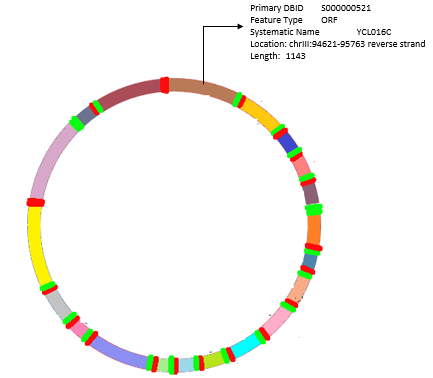 Primary DBID S000000521
Feature Type ORF
Systematic Name YCL016C
Location: chrIII:94621-95763 reverse strand
Length: 1143